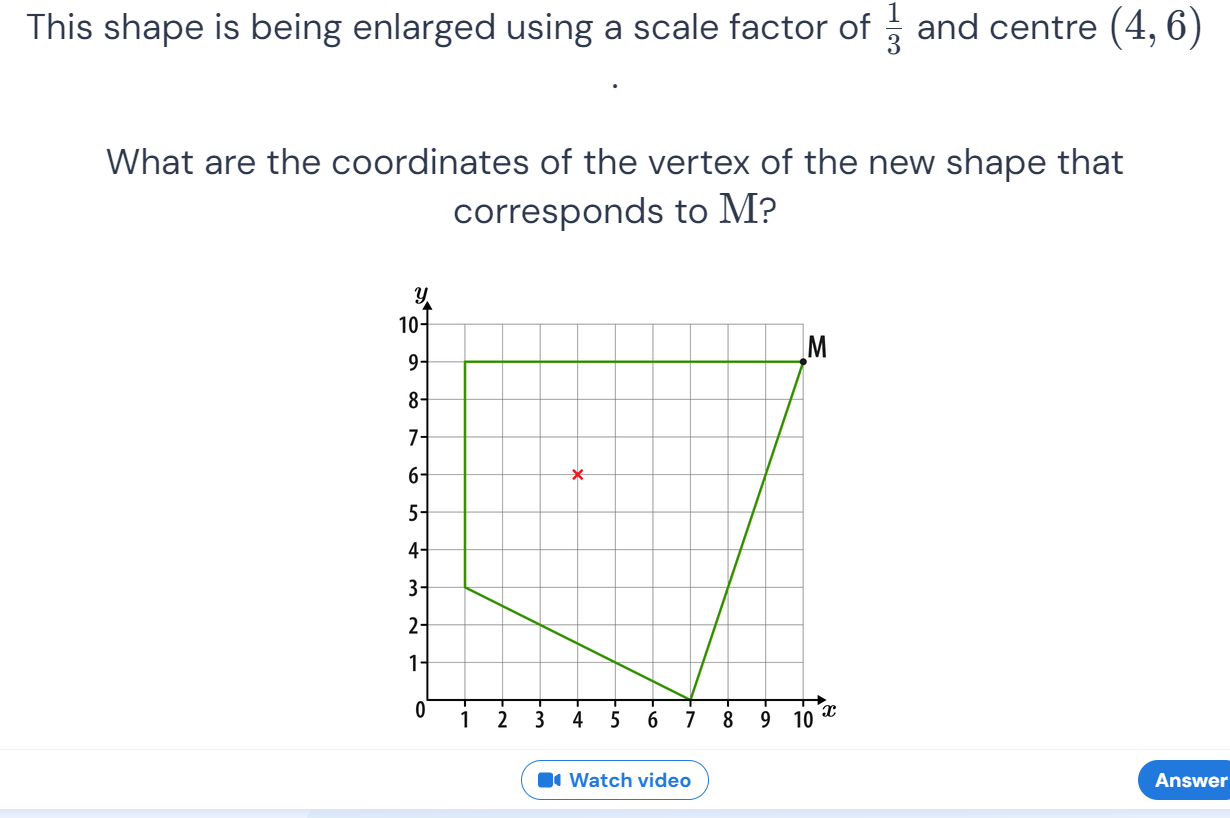 This shape is being enlarged using a scale factor of 1/3 and centre (4, 6)
.
What are the coordinates of the vertex of the new shape that
corresponds to M?
y
10
M
9
8
7
6
5
4
3
2
1
0
1 2 3 4 5 6 7 8 9 10 x
Watch video
Answer